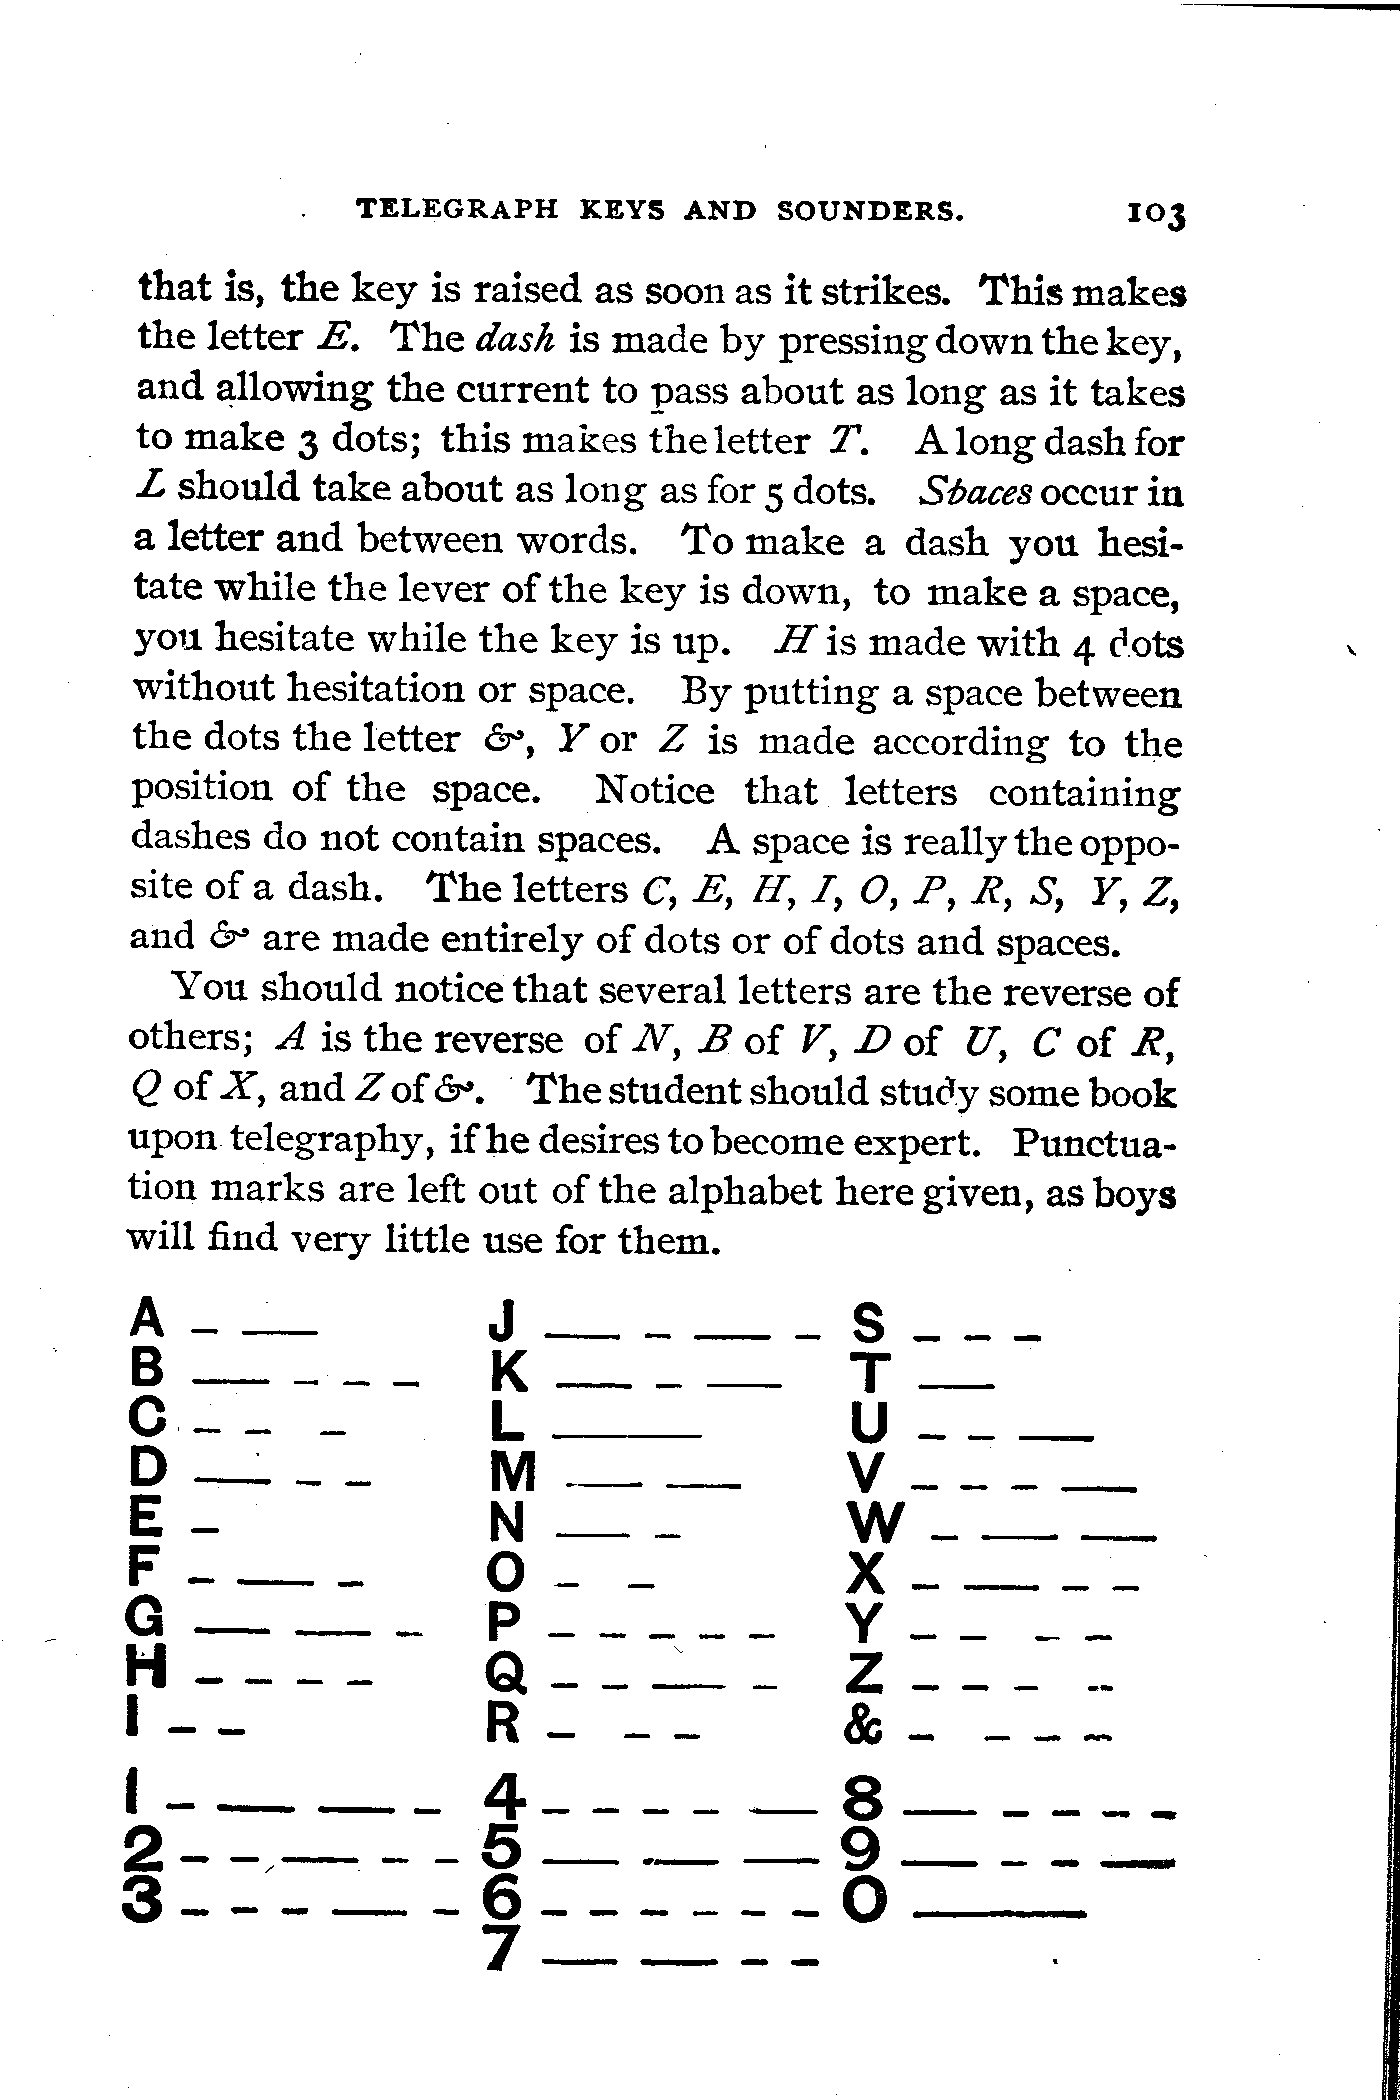 TELEGRAPH KEYS AND SOUNDERS. 103
that is, the key is raised as soon as it strikes. This makes
the letter E. The dash is made by pressing down the key,
and allowing the current to pass about as long as it takes
to make 3 dots; this makes the letter T. A long dash for
L should take about as long as for 5 dots. Spaces occur in
a letter and between words. To make a dash you hesi-
tate while the lever of the key is down, to make a space,
you hesitate while the key is up. H is made with 4 dots
without hesitation or space. By putting a space between
the dots the letter &, Y or Z is made according to the
position of the space. Notice that letters containing
dashes do not contain spaces. A space is really the oppo-
site of a dash. The letters C, E, H, I, O, P, R, S, Y, Z,
and & are made entirely of dots or of dots and spaces.
You should notice that several letters are the reverse of
others; A is the reverse of N, B of V, D of U, C of R,
Q of X, and Z of &. The student should study some book
upon telegraphy, if he desires to become expert. Punctua-
tion marks are left out of the alphabet here given, as boys
will find very little use for them.
A - — J — - — - S - - -
B — - - - K — - — T —
C - -  - L —— U - - —
D — - - M — — V - - - —
E - N — - W - — —
F - — - O -  - X - — - -
G — — - P - - - - - Y - -  - -
H - - - - Q - - — - Z - - -  -
I - - R -  - - & -  - - -
1 - — — - 4 - - - - — 8 — - - - -
2 - - — - - 5 — — — 9 — - - —
3 - - - — - 6 - - - - - - 0 ——
7 — — - -